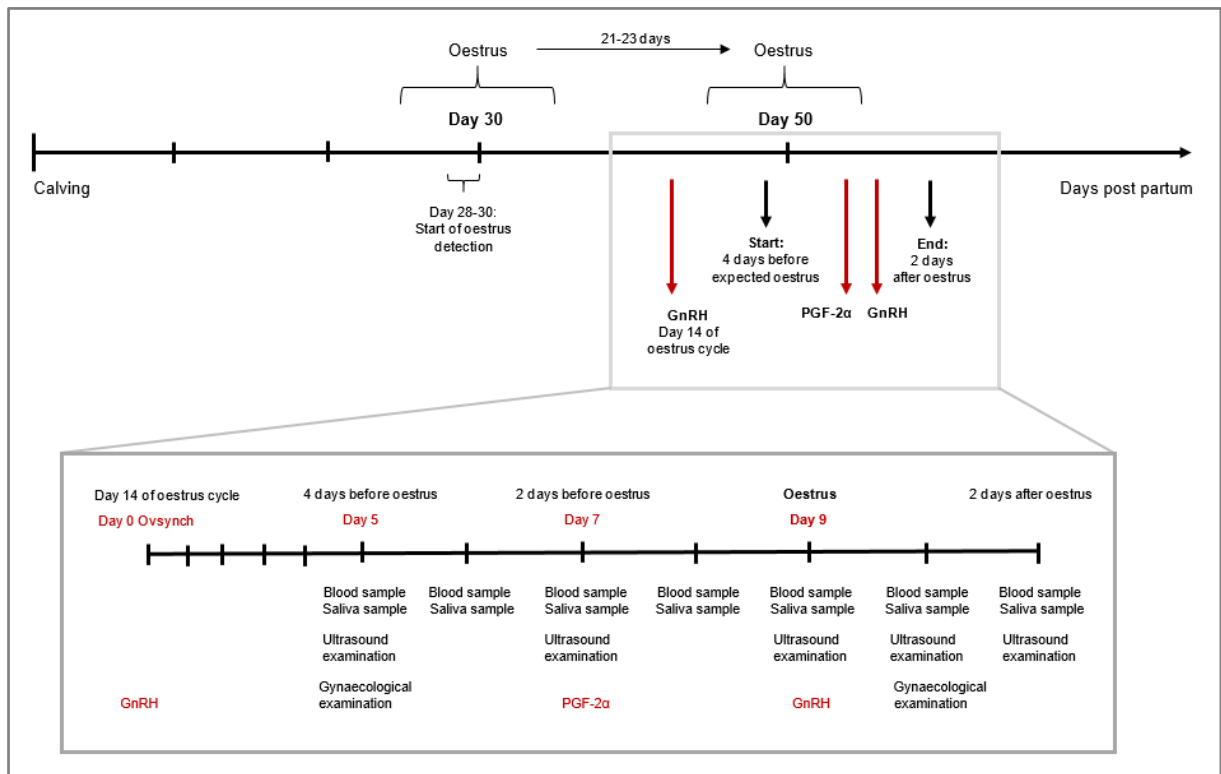 21-23 days
Oestrus
Oestrus
Day 30
Day 50
Calving
Days post partum
Day 28-30:
Start of oestrus
detection
Start:
4 days before
expected oestrus
End:
2 days
after oestrus
GnRH
Day 14 of
oestrus cycle
PGF-2α
GnRH
Day 14 of oestrus cycle
4 days before oestrus
2 days before oestrus
Oestrus
2 days after oestrus
Day 0 Ovsynch
Day 5
Day 7
Day 9
Blood sample
Saliva sample
Ultrasound
examination
Gynaecological
examination
Blood sample
Saliva sample
Blood sample
Saliva sample
Ultrasound
examination
Blood sample
Saliva sample
Blood sample
Saliva sample
Ultrasound
examination
Blood sample
Saliva sample
Ultrasound
examination
Gynaecological
examination
Blood sample
Saliva sample
Ultrasound
examination
GnRH
PGF-2α
GnRH